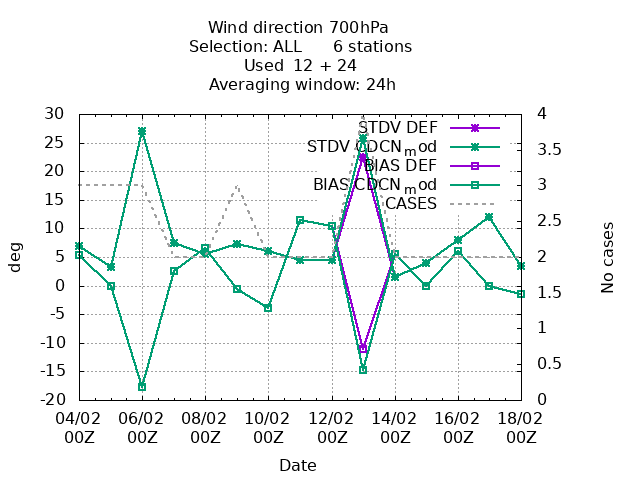 Wind direction 700hPa
Selection: ALL 6 stations
Used 12 + 24
Averaging window: 24h
STDV DEF
STDV CDCN_mod
BIAS DEF
BIAS CDCN_mod
CASES
30
25
20
15
10
5
0
-5
-10
-15
-20
deg
4
3.5
3
2.5
2
1.5
1
0.5
0
No cases
04/02 06/02 08/02 10/02 12/02 14/02 16/02 18/02
00Z 00Z 00Z 00Z 00Z 00Z 00Z 00Z
Date